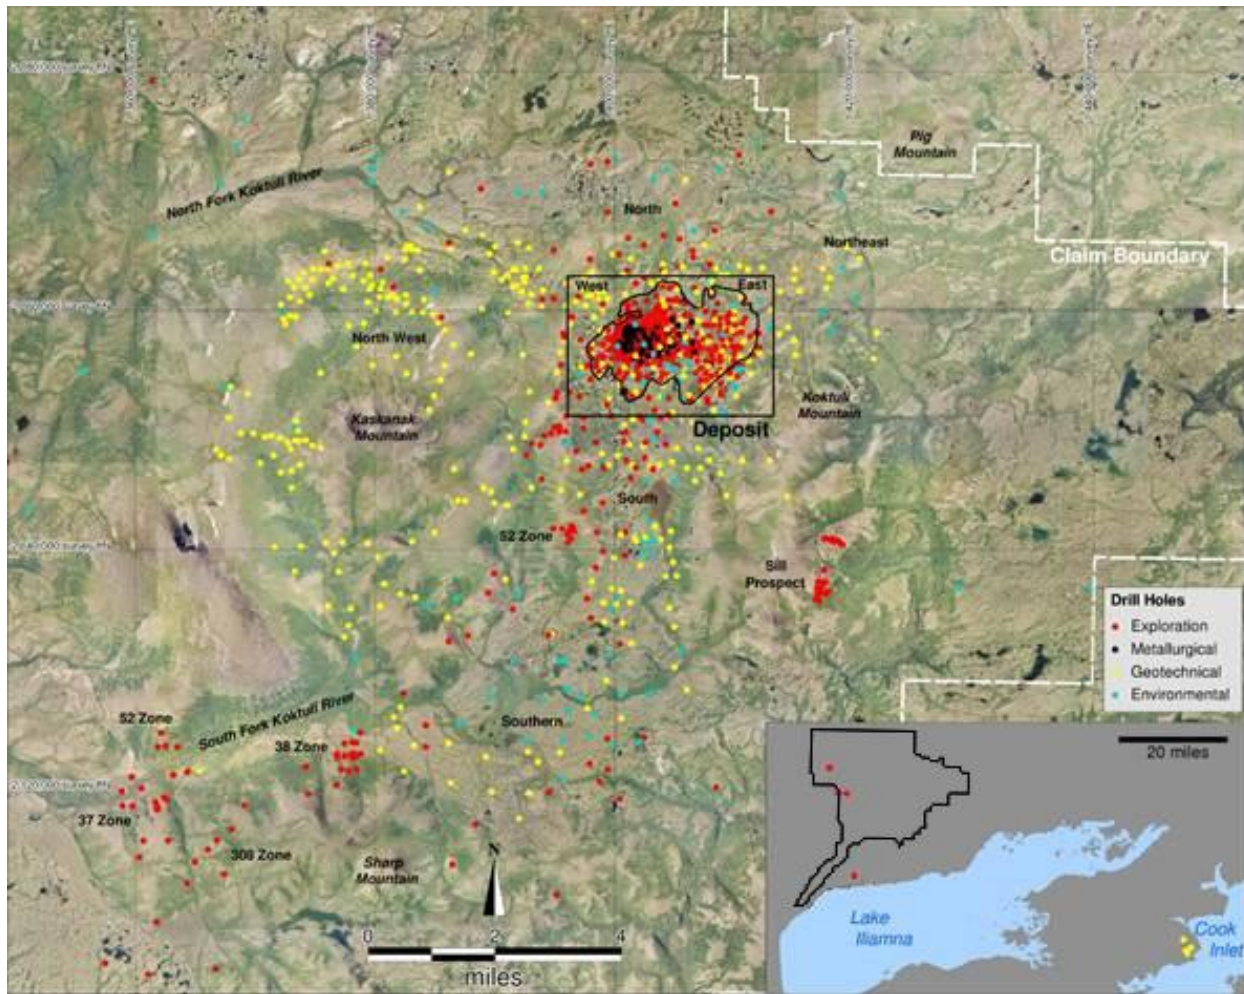 Pig
Mountain
North Fork Koktuli River
North
Northeast
Claim Boundary
West
East
North West
Kaskanak
Mountain
Koktuli
Mountain
Deposit
South
52 Zone
Sill
Prospect
Drill Holes
Exploration
Metallurgical
Geotechnical
Environmental
52 Zone
South Fork Koktuli River
Southern
38 Zone
20 miles
37 Zone
308 Zone
Sharp
Mountain
N
0 2 4
miles
Lake
Iliamna
Cook
Inlet